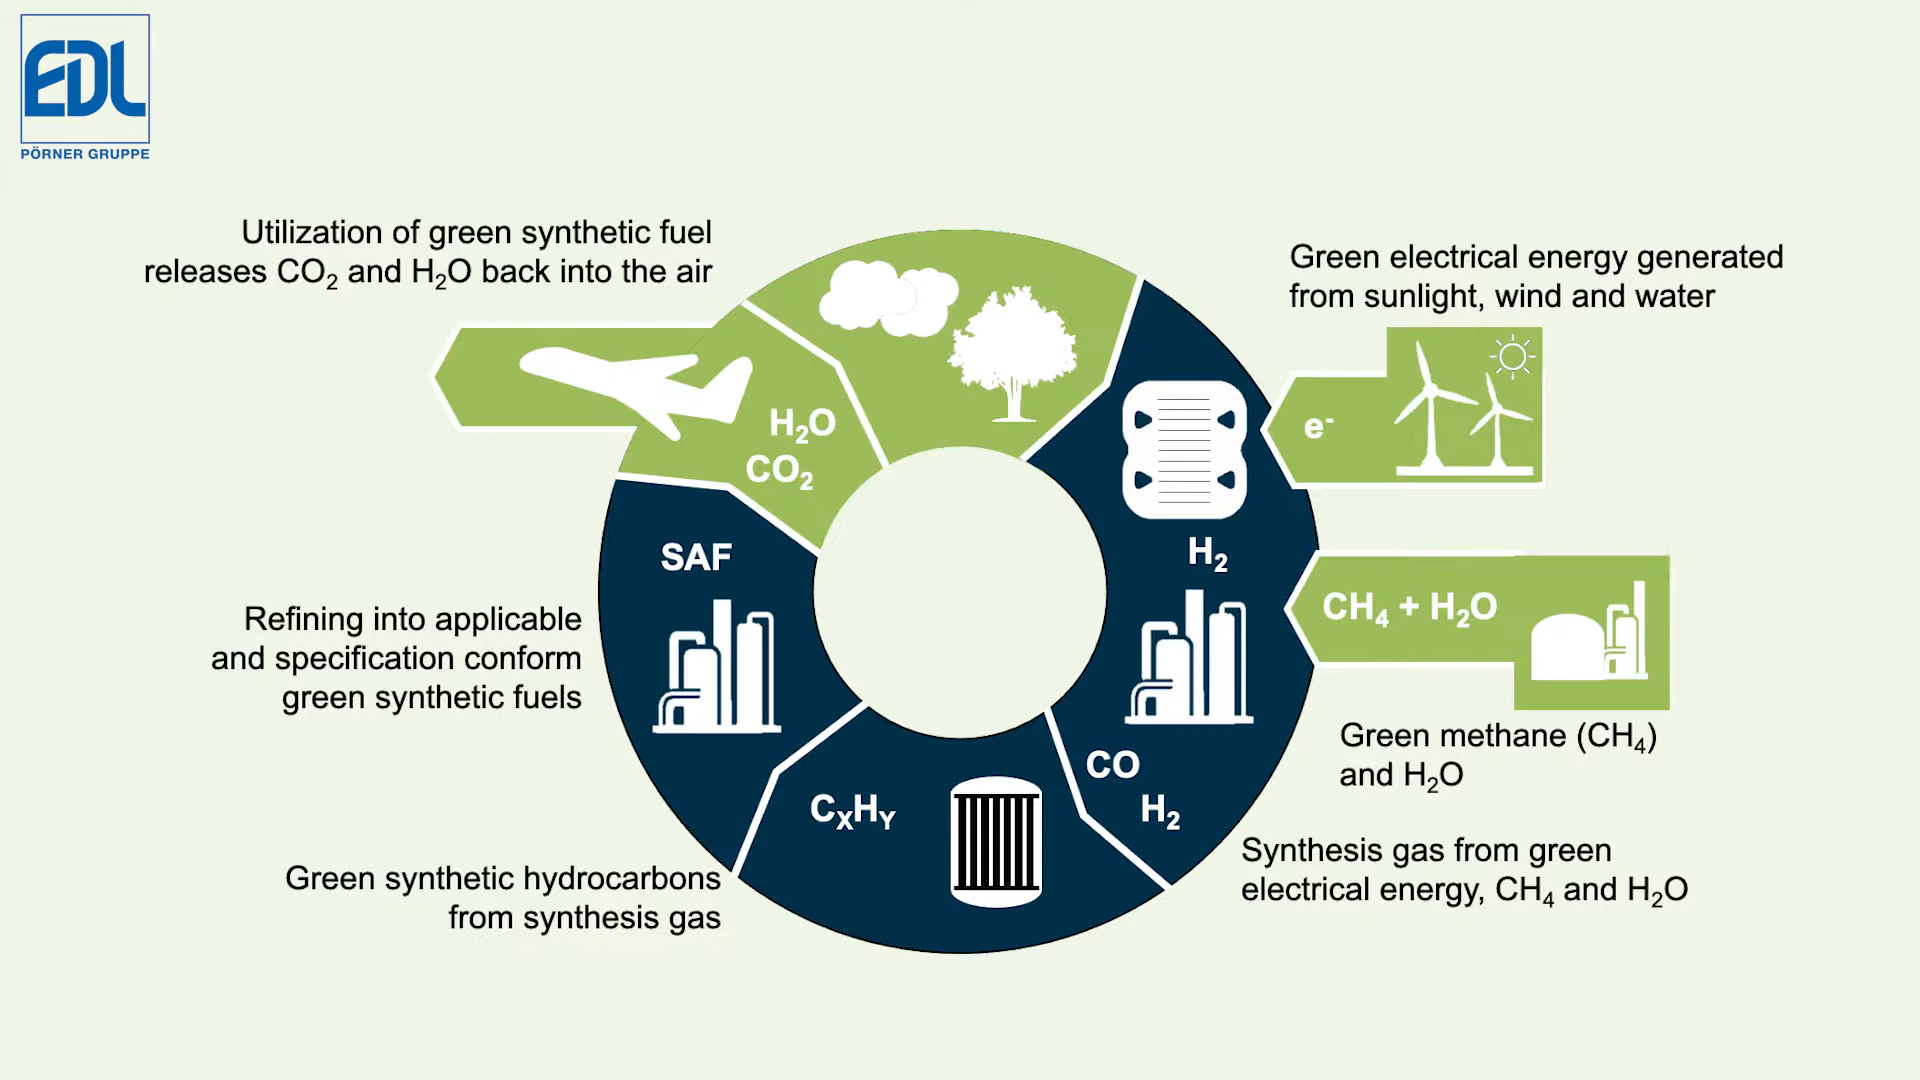 EDL
PÖRNER GRUPPE
Utilization of green synthetic fuel
releases CO₂ and H₂O back into the air
Green electrical energy generated
from sunlight, wind and water
e⁻
H₂O
CO₂
H₂
SAF
CH₄ + H₂O
Refining into applicable
and specification conform
green synthetic fuels
Green methane (CH₄)
and H₂O
CO
H₂
CₓHᵧ
Synthesis gas from green
electrical energy, CH₄ and H₂O
Green synthetic hydrocarbons
from synthesis gas